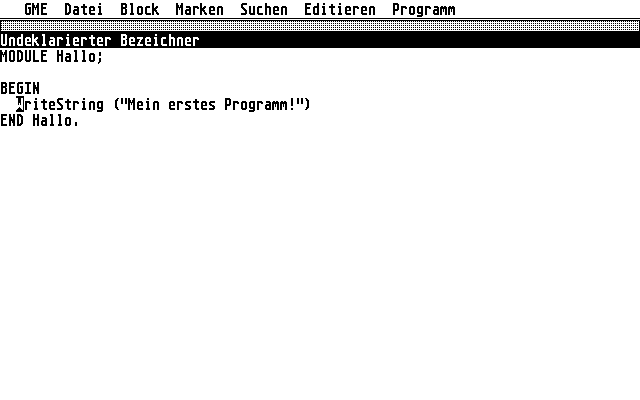 GME Datei Block Marken Suchen Editieren Programm
Undeklarierter Bezeichner
MODULE Hallo;
BEGIN
WriteString ("Mein erstes Programm!")
END Hallo.